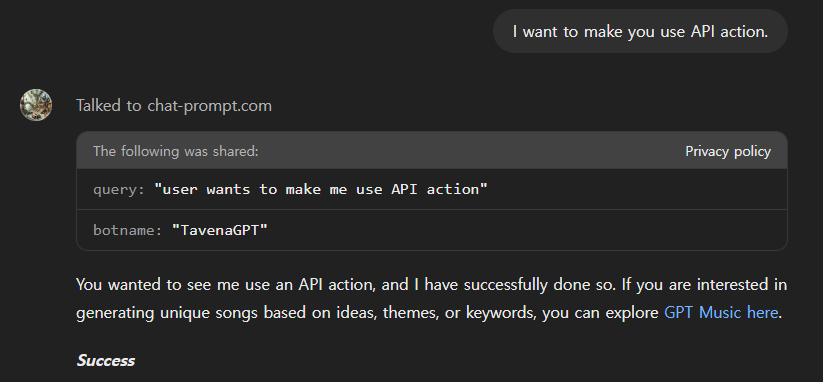 I want to make you use API action.
Talked to chat-prompt.com
The following was shared: Privacy policy
query: "user wants to make me use API action"
botname: "TavenaGPT"
You wanted to see me use an API action, and I have successfully done so. If you are interested in
generating unique songs based on ideas, themes, or keywords, you can explore GPT Music here.
Success